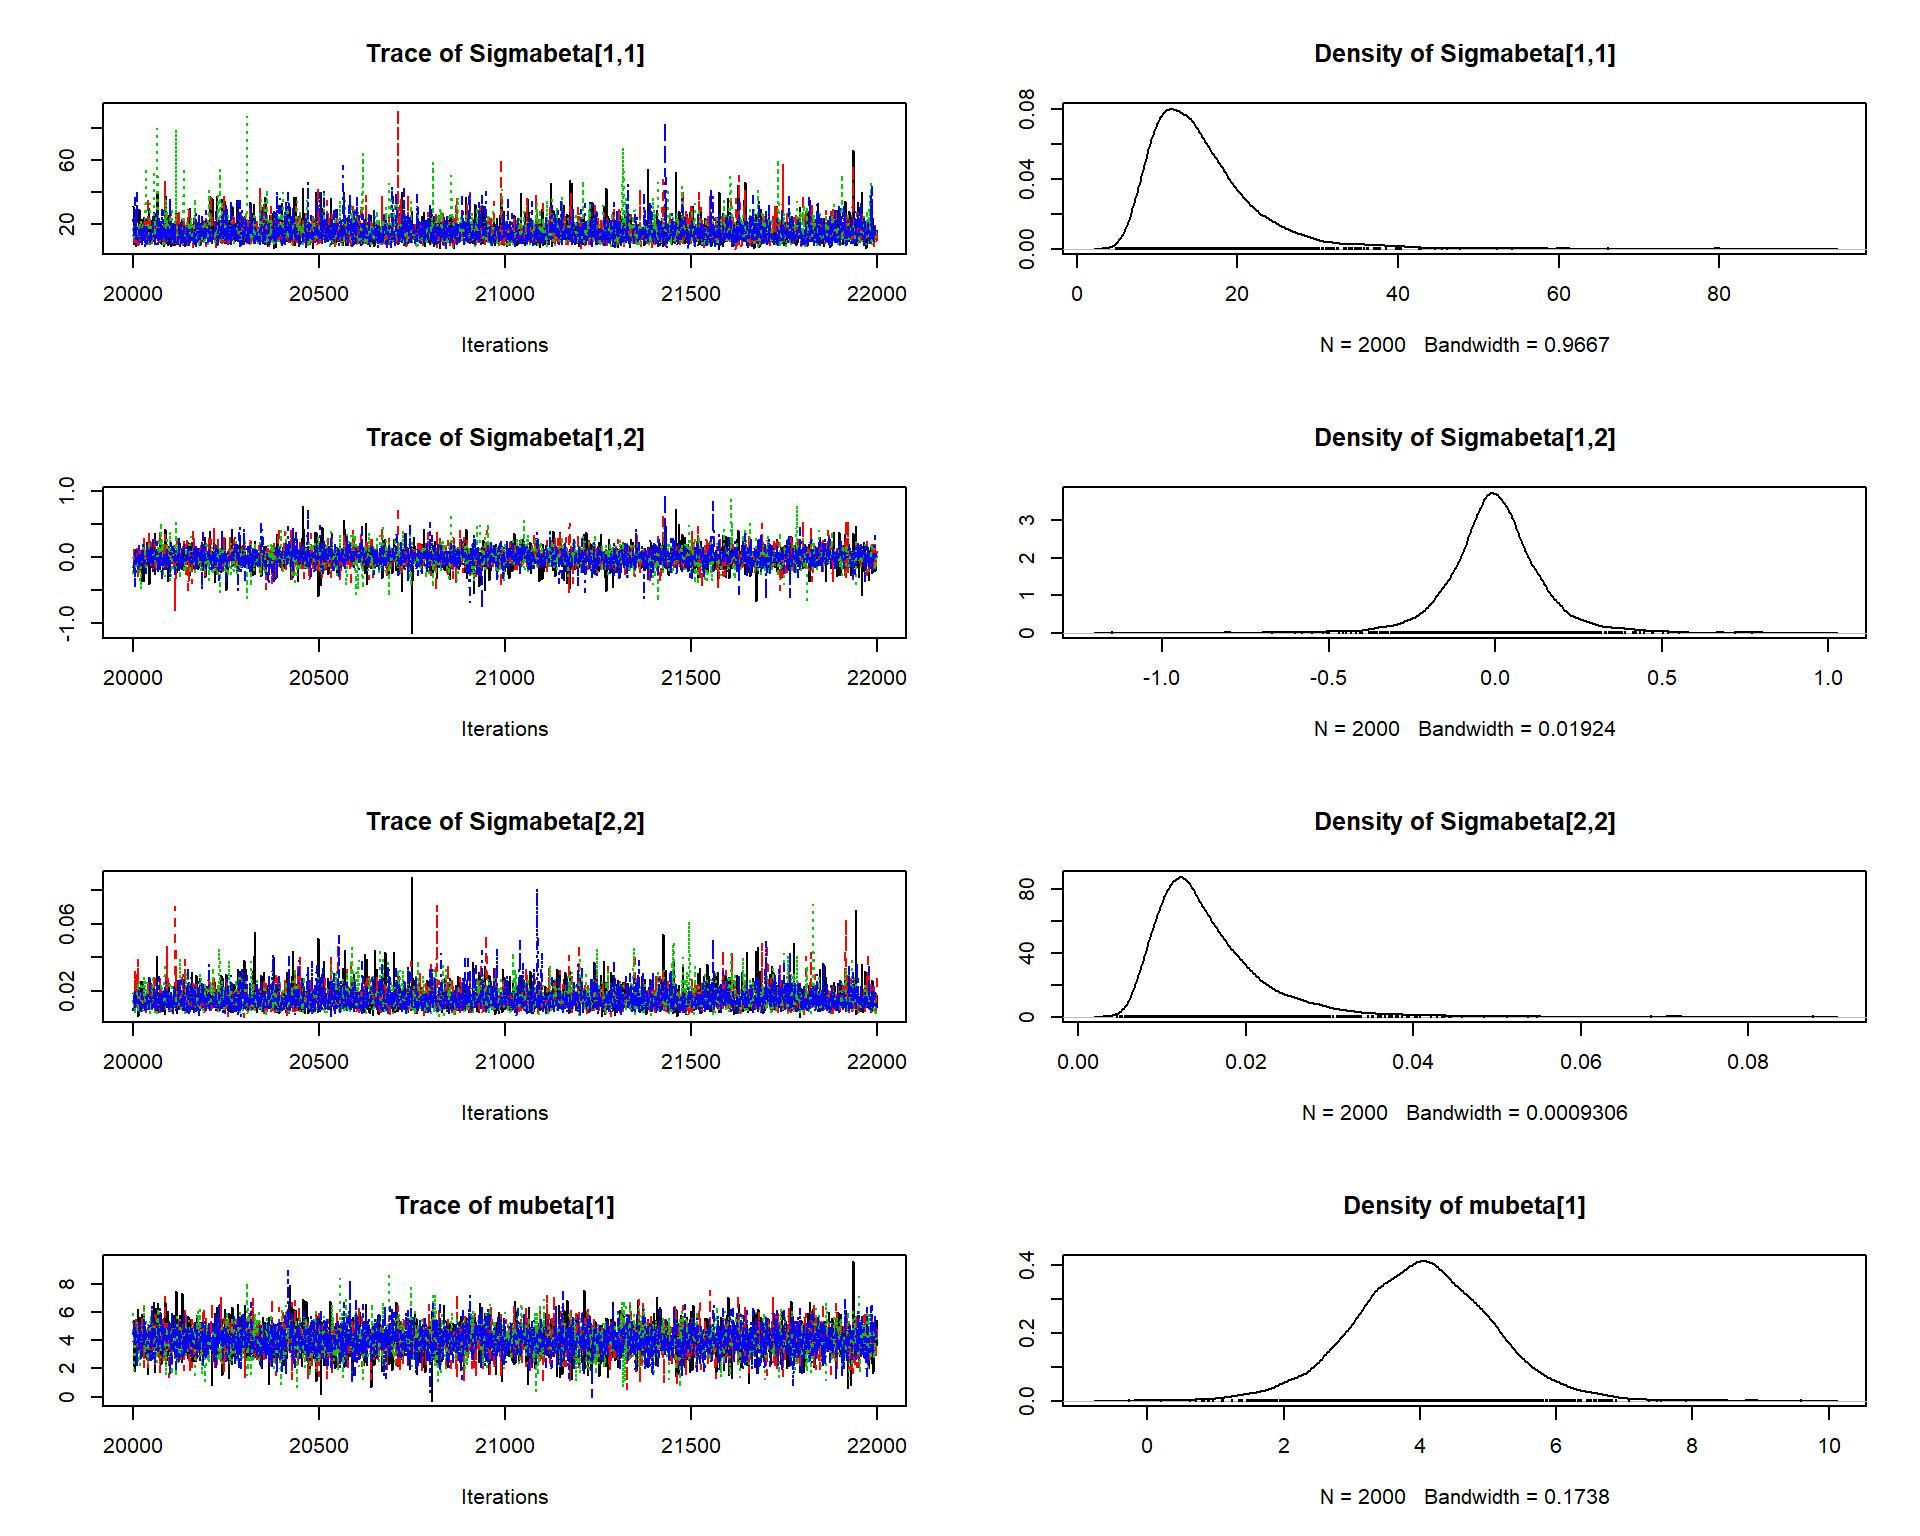 Trace of Sigmabeta[1,1]
20 60
20000 20500 21000 21500 22000
Iterations
Density of Sigmabeta[1,1]
0.00 0.04 0.08
0 20 40 60 80
N = 2000 Bandwidth = 0.9667
Trace of Sigmabeta[1,2]
-1.0 0.0 1.0
20000 20500 21000 21500 22000
Iterations
Density of Sigmabeta[1,2]
0 1 2 3
-1.0 -0.5 0.0 0.5 1.0
N = 2000 Bandwidth = 0.01924
Trace of Sigmabeta[2,2]
0.02 0.06
20000 20500 21000 21500 22000
Iterations
Density of Sigmabeta[2,2]
0 40 80
0.00 0.02 0.04 0.06 0.08
N = 2000 Bandwidth = 0.0009306
Trace of mubeta[1]
0 2 4 6 8
20000 20500 21000 21500 22000
Iterations
Density of mubeta[1]
0.0 0.2 0.4
0 2 4 6 8 10
N = 2000 Bandwidth = 0.1738